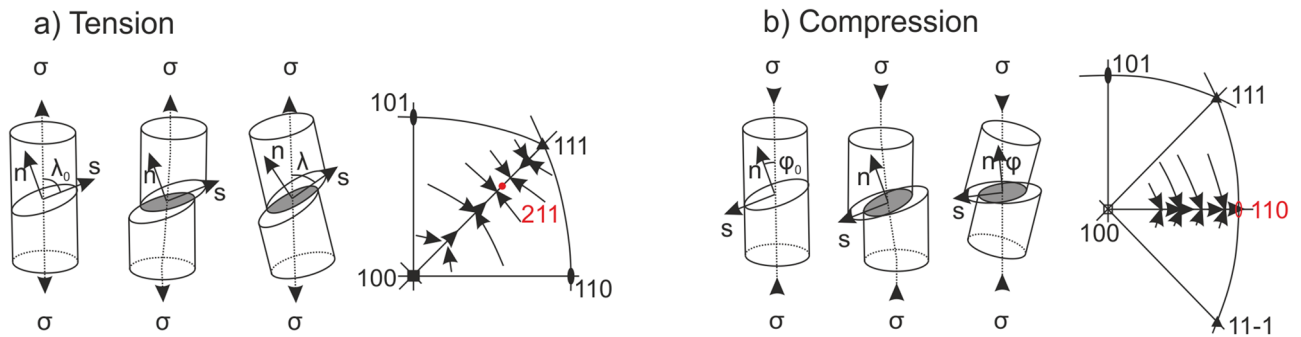 a) Tension
b) Compression
σ σ σ
σ σ σ
n λ₀ s
n s
n λ s
σ σ σ
101
111
211
100
110
n φ₀ s
n s
n φ s
σ σ σ
101
111
100
110
11-1